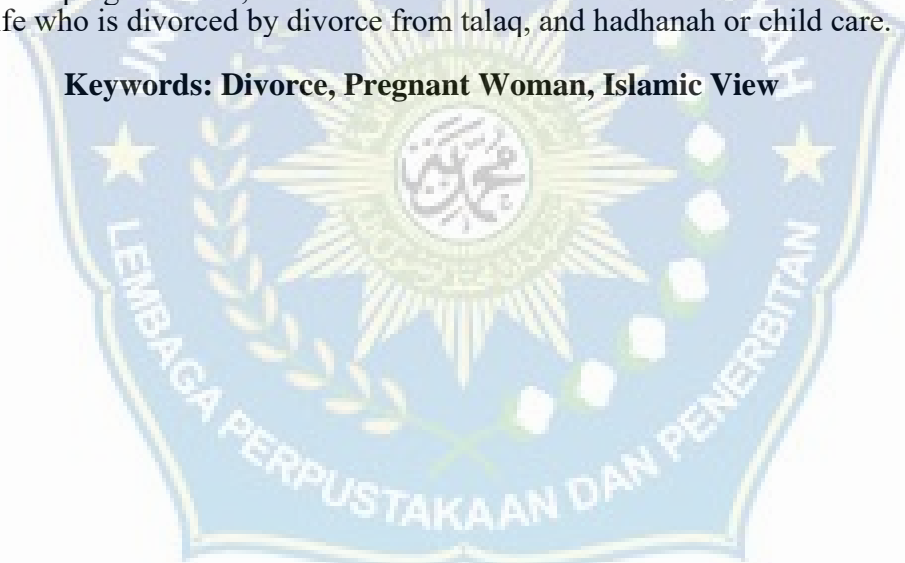 fe who is divorced by divorce from talaq, and hadhanah or child care.
Keywords: Divorce, Pregnant Woman, Islamic View
LEMBAGA PERPUSTAKAAN DAN PENERBITAN